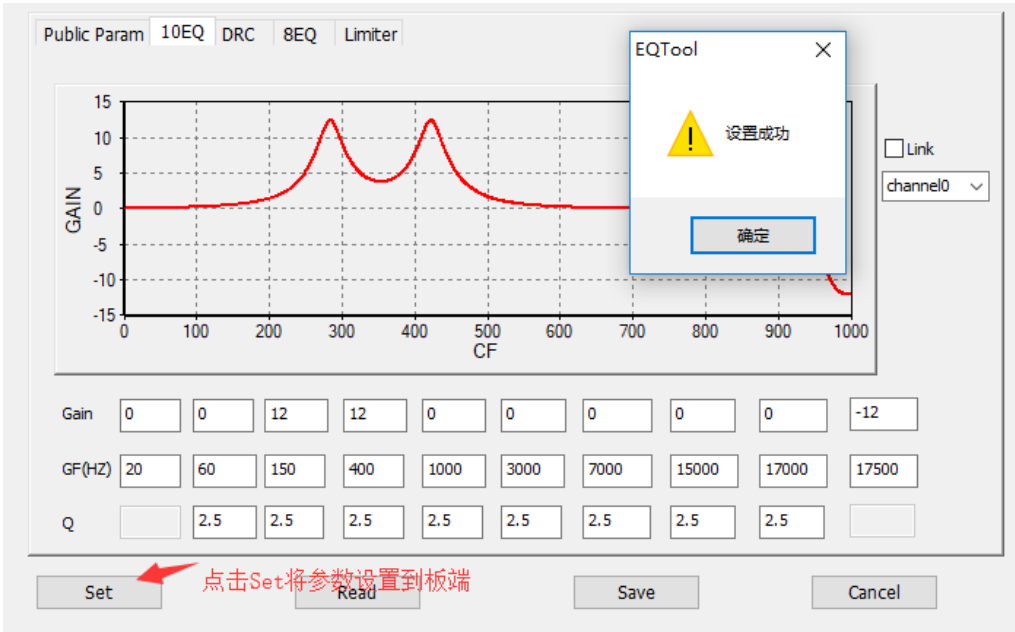 Public Param 10EQ DRC 8EQ Limiter
EQTool
设置成功
确定
Link
channel0
GAIN
15
10
5
0
-5
-10
-15
0 100 200 300 400 500 600 700 800 900 1000
CF
Gain 0 0 12 12 0 0 0 0 0 -12
GF(HZ) 20 60 150 400 1000 3000 7000 15000 17000 17500
Q 2.5 2.5 2.5 2.5 2.5 2.5 2.5 2.5
点击Set将参数设置到板端
Set Read Save Cancel